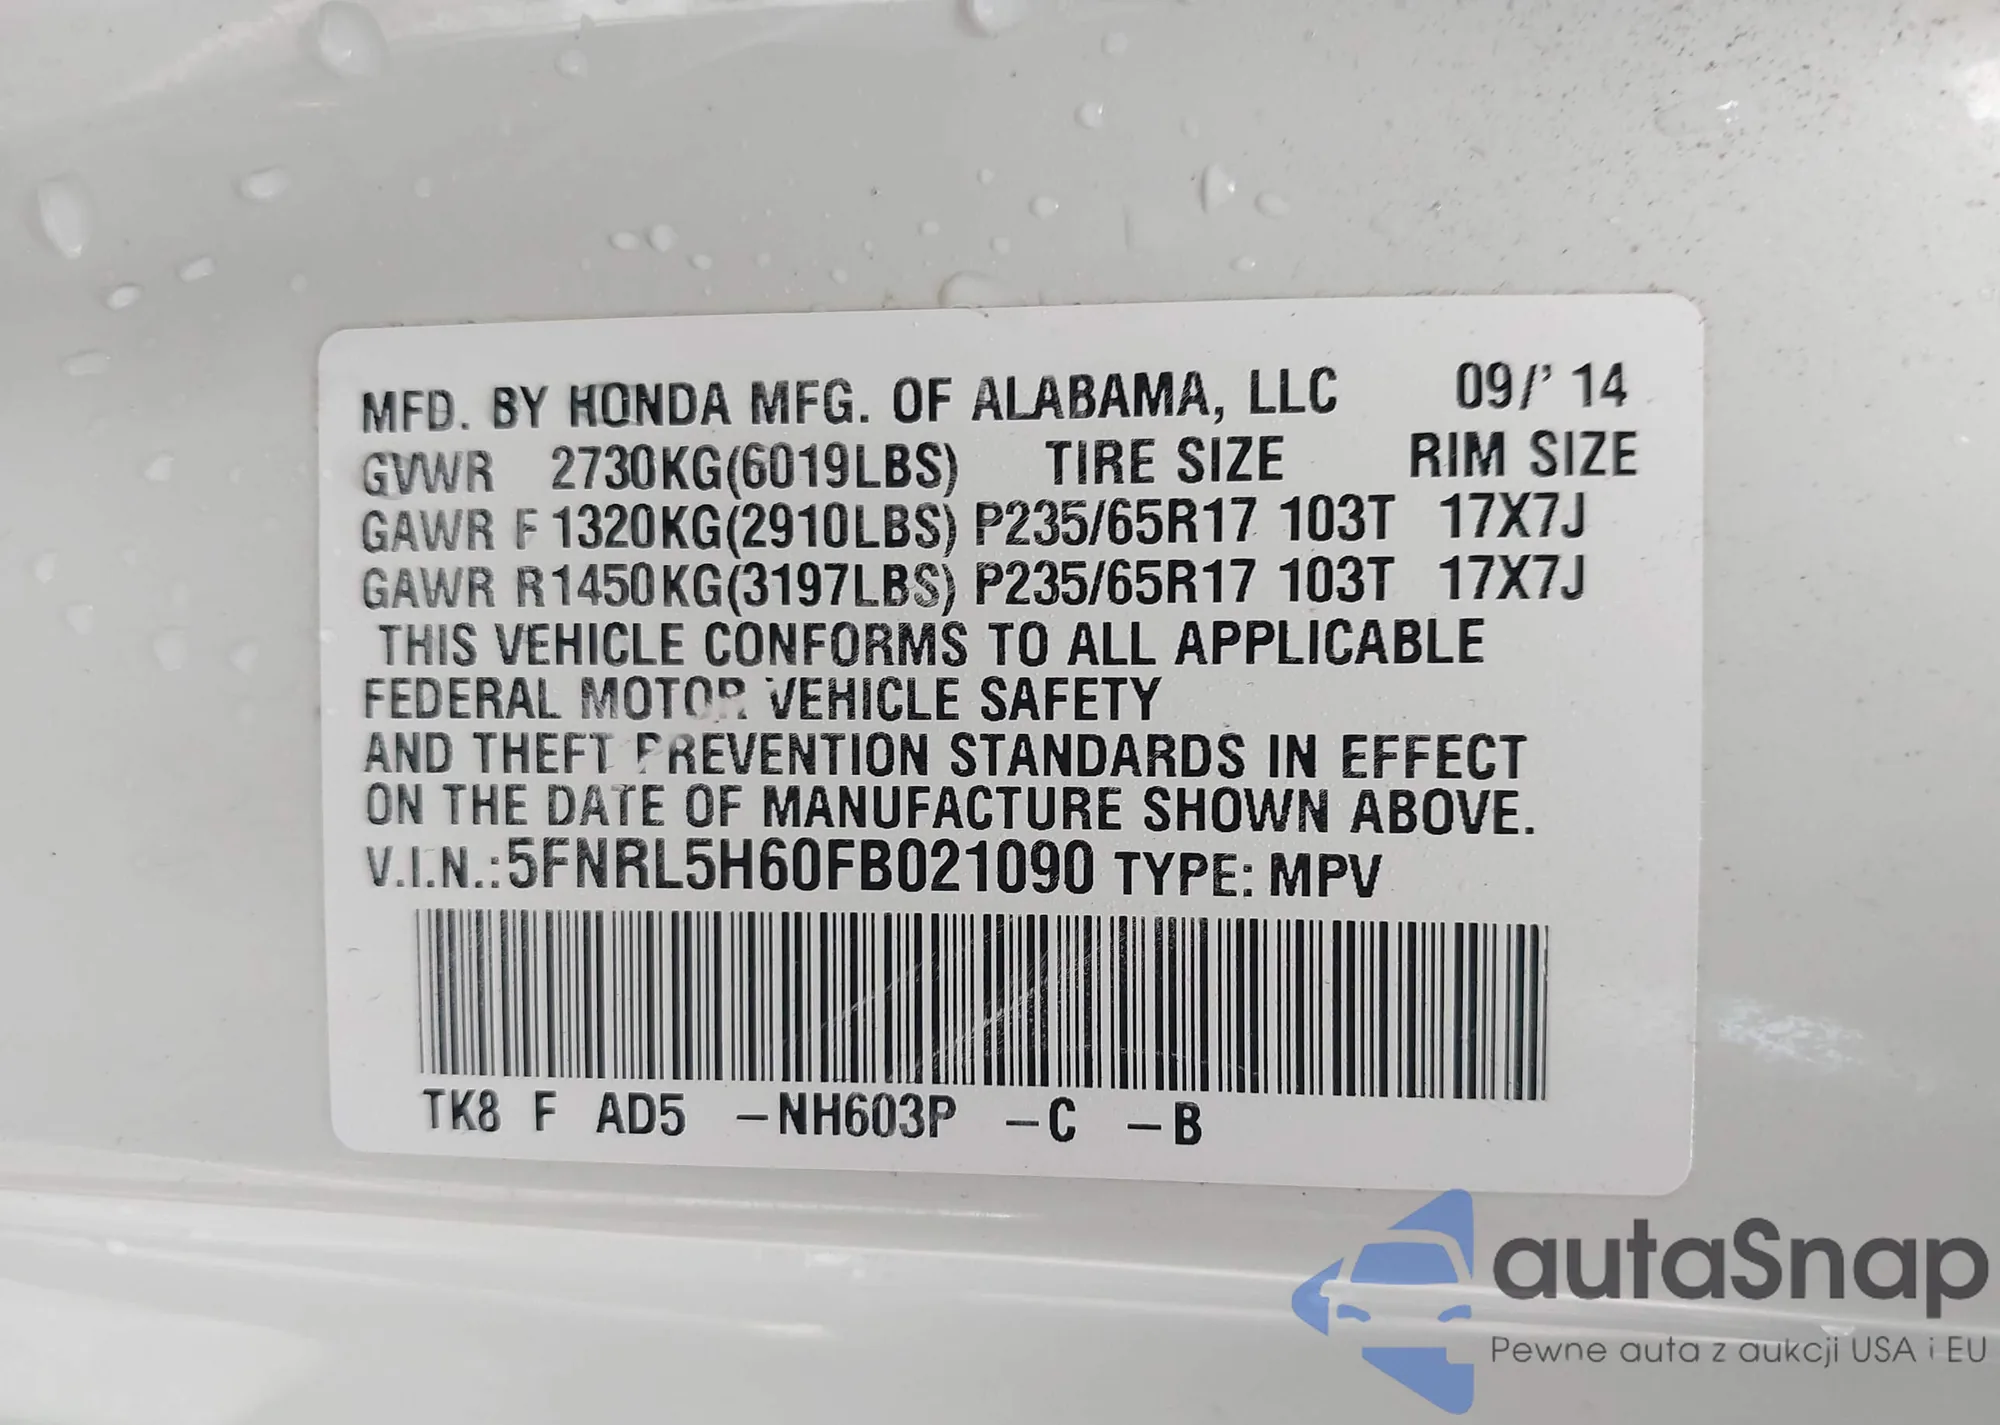 MFD. BY HONDA MFG. OF ALABAMA, LLC 09/' 14
GVWR 2730KG(6019LBS) TIRE SIZE RIM SIZE
GAWR F 1320KG(2910LBS) P235/65R17 103T 17X7J
GAWR R1450KG(3197LBS) P235/65R17 103T 17X7J
THIS VEHICLE CONFORMS TO ALL APPLICABLE
FEDERAL MOTOR VEHICLE SAFETY
AND THEFT PREVENTION STANDARDS IN EFFECT
ON THE DATE OF MANUFACTURE SHOWN ABOVE.
V.I.N.:5FNRL5H60FB021090 TYPE: MPV
TK8 F AD5 –NH603P –C –B
autaSnap
Pewne auta z aukcji USA i EU